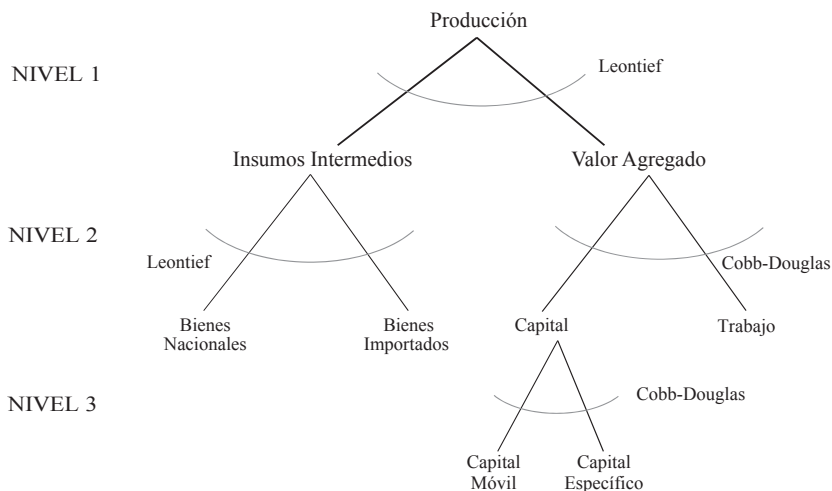 Producción
NIVEL 1
Leontief
Insumos Intermedios
Valor Agregado
NIVEL 2
Leontief
Cobb-Douglas
Bienes
Nacionales
Bienes
Importados
Capital
Trabajo
NIVEL 3
Cobb-Douglas
Capital
Móvil
Capital
Específico